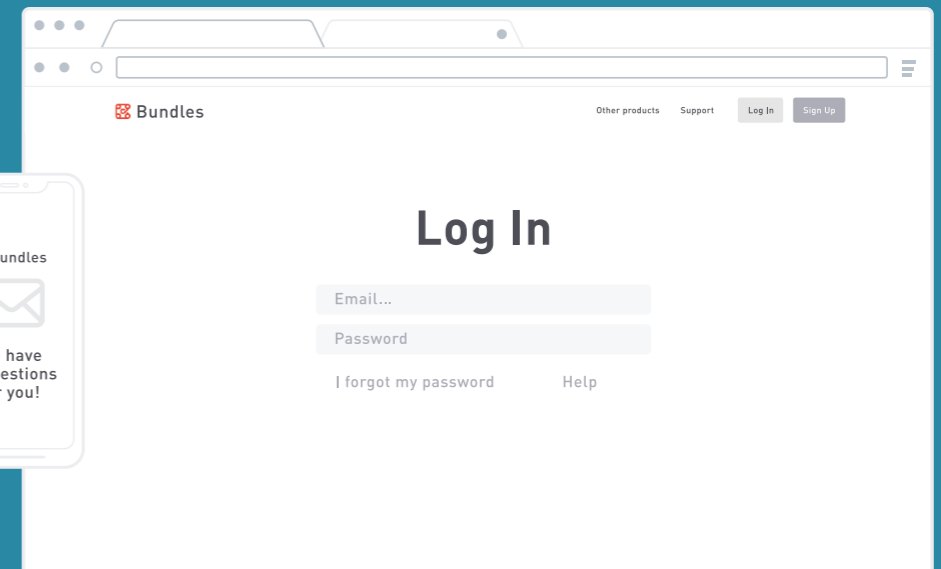 Bundles
Other products
Support
Log In
Sign Up
Log In
Email...
Password
I forgot my password
Help
undles
have
estions
you!